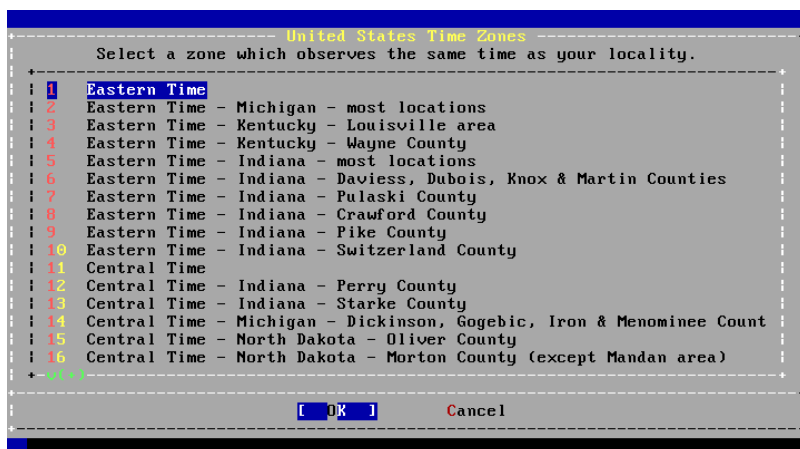 United States Time Zones
Select a zone which observes the same time as your locality.
1 Eastern Time
2 Eastern Time - Michigan - most locations
3 Eastern Time - Kentucky - Louisville area
4 Eastern Time - Kentucky - Wayne County
5 Eastern Time - Indiana - most locations
6 Eastern Time - Indiana - Daviess, Dubois, Knox & Martin Counties
7 Eastern Time - Indiana - Pulaski County
8 Eastern Time - Indiana - Crawford County
9 Eastern Time - Indiana - Pike County
10 Eastern Time - Indiana - Switzerland County
11 Central Time
12 Central Time - Indiana - Perry County
13 Central Time - Indiana - Starke County
14 Central Time - Michigan - Dickinson, Gogebic, Iron & Menominee Count
15 Central Time - North Dakota - Oliver County
16 Central Time - North Dakota - Morton County (except Mandan area)
v(+)
[ OK ] Cancel